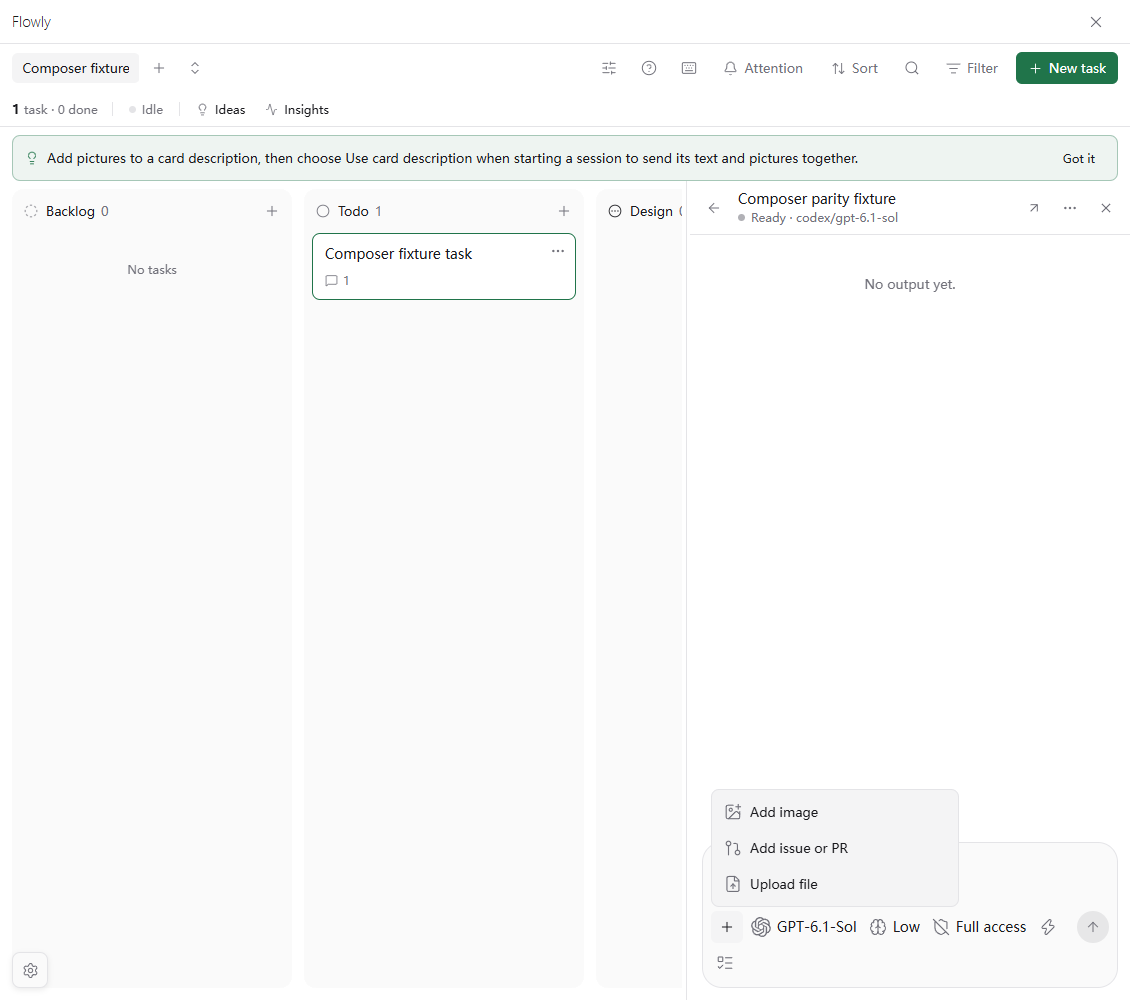 Flowly
Composer fixture
Attention
Sort
Filter
New task
1 task · 0 done
Idle
Ideas
Insights
Add pictures to a card description, then choose Use card description when starting a session to send its text and pictures together.
Got it
Backlog 0
No tasks
Todo 1
Composer fixture task
1
Design
Composer parity fixture
Ready · codex/gpt-6.1-sol
No output yet.
Add image
Add issue or PR
Upload file
GPT-6.1-Sol
Low
Full access